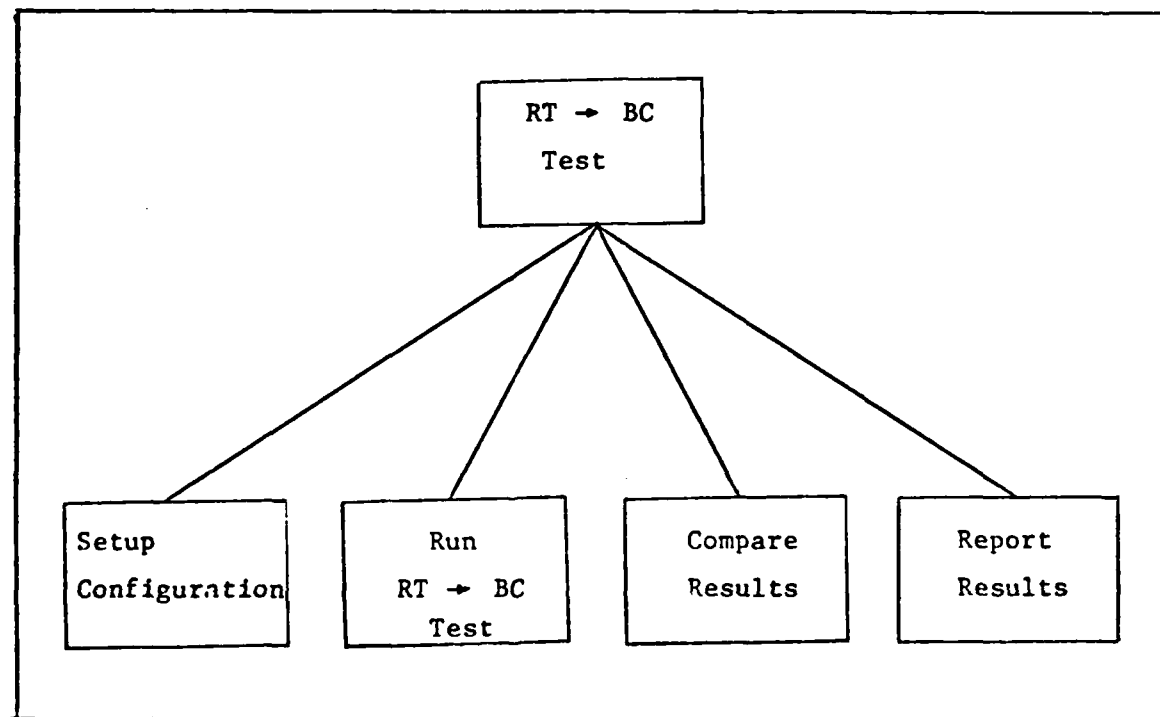 RT → BC
Test
Setup
Configuration
Run
RT → BC
Test
Compare
Results
Report
Results